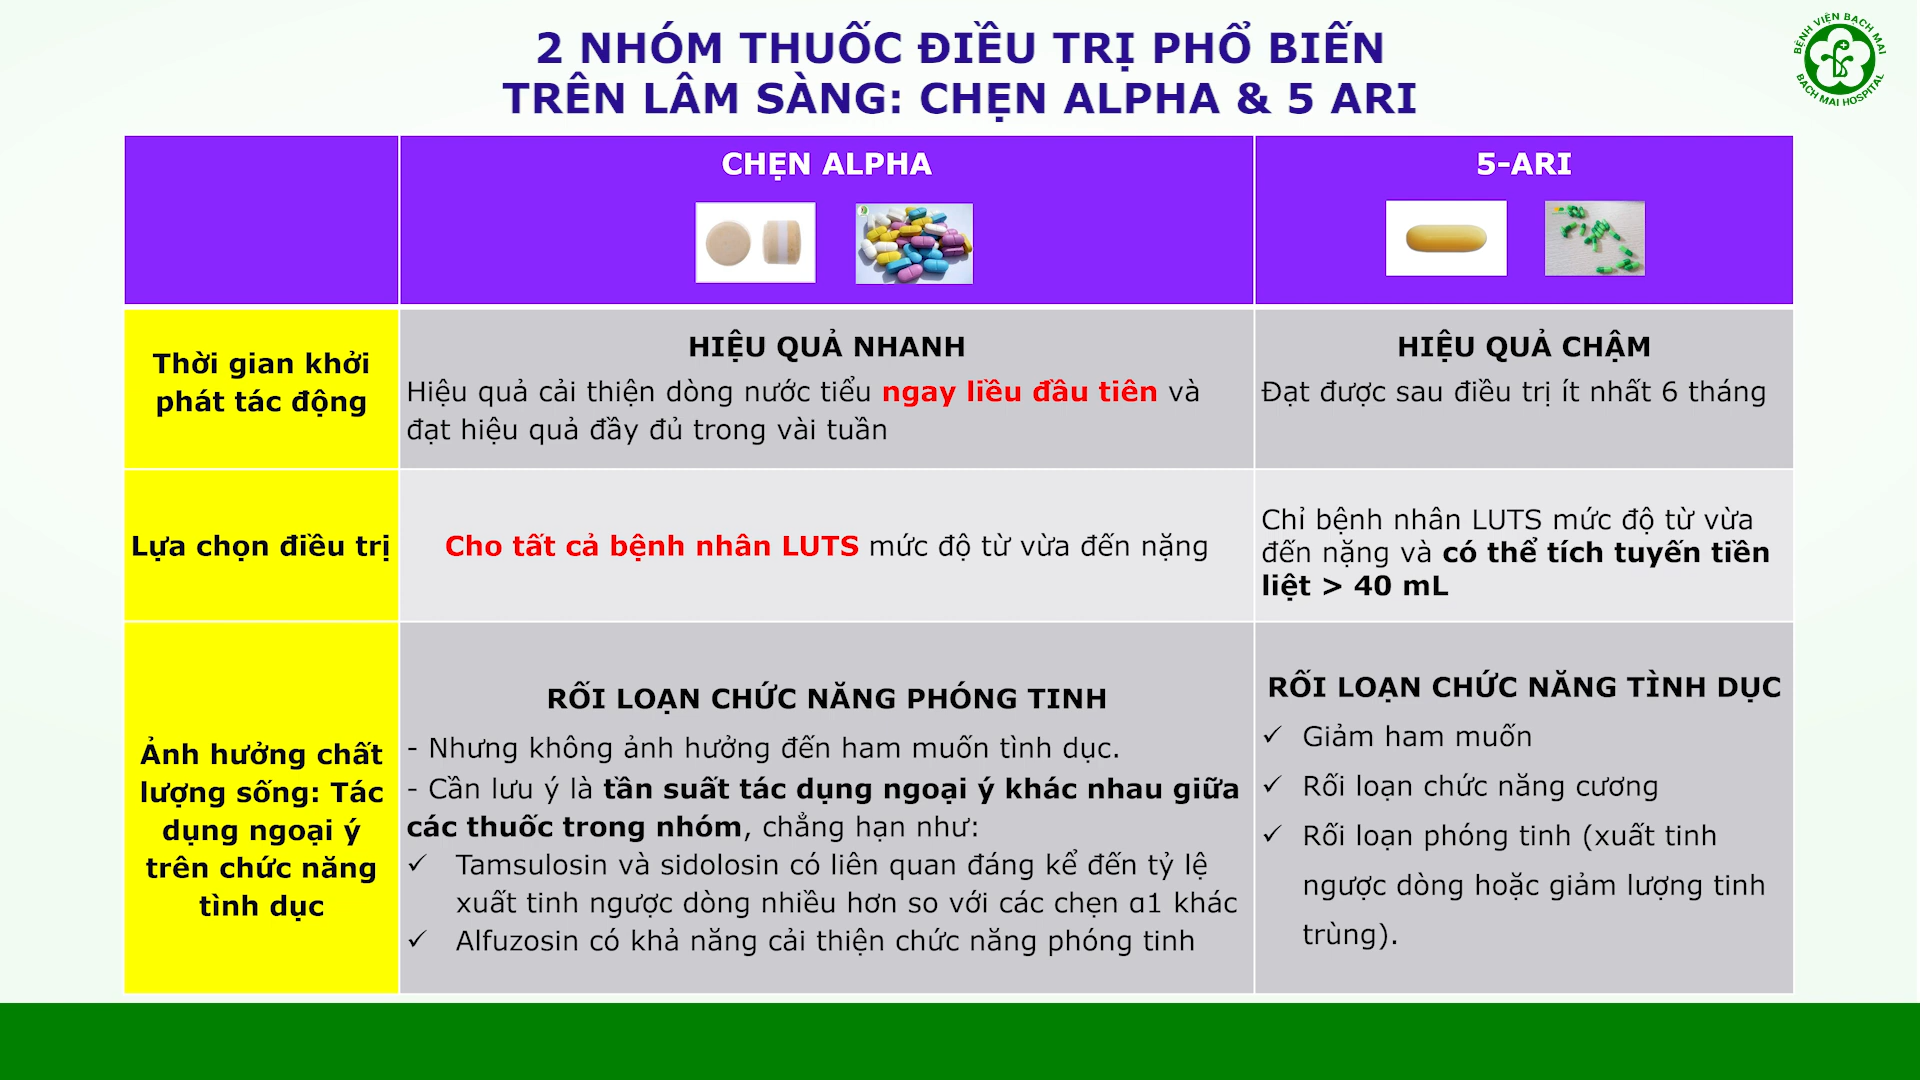 2 NHÓM THUỐC ĐIỀU TRỊ PHỔ BIẾN
TRÊN LÂM SÀNG: CHẸN ALPHA & 5 ARI
BỆNH VIỆN BẠCH MAI
BACH MAI HOSPITAL
CHẸN ALPHA
5-ARI
Thời gian khởi
phát tác động
HIỆU QUẢ NHANH
Hiệu quả cải thiện dòng nước tiểu ngay liều đầu tiên và
đạt hiệu quả đầy đủ trong vài tuần
HIỆU QUẢ CHẬM
Đạt được sau điều trị ít nhất 6 tháng
Lựa chọn điều trị
Cho tất cả bệnh nhân LUTS mức độ từ vừa đến nặng
Chỉ bệnh nhân LUTS mức độ từ vừa
đến nặng và có thể tích tuyến tiền
liệt > 40 mL
Ảnh hưởng chất
lượng sống: Tác
dụng ngoại ý
trên chức năng
tình dục
RỐI LOẠN CHỨC NĂNG PHÓNG TINH
- Nhưng không ảnh hưởng đến ham muốn tình dục.
- Cần lưu ý là tần suất tác dụng ngoại ý khác nhau giữa
các thuốc trong nhóm, chẳng hạn như:
✓ Tamsulosin và sidolosin có liên quan đáng kể đến tỷ lệ
xuất tinh ngược dòng nhiều hơn so với các chẹn α1 khác
✓ Alfuzosin có khả năng cải thiện chức năng phóng tinh
RỐI LOẠN CHỨC NĂNG TÌNH DỤC
✓ Giảm ham muốn
✓ Rối loạn chức năng cương
✓ Rối loạn phóng tinh (xuất tinh
ngược dòng hoặc giảm lượng tinh
trùng).